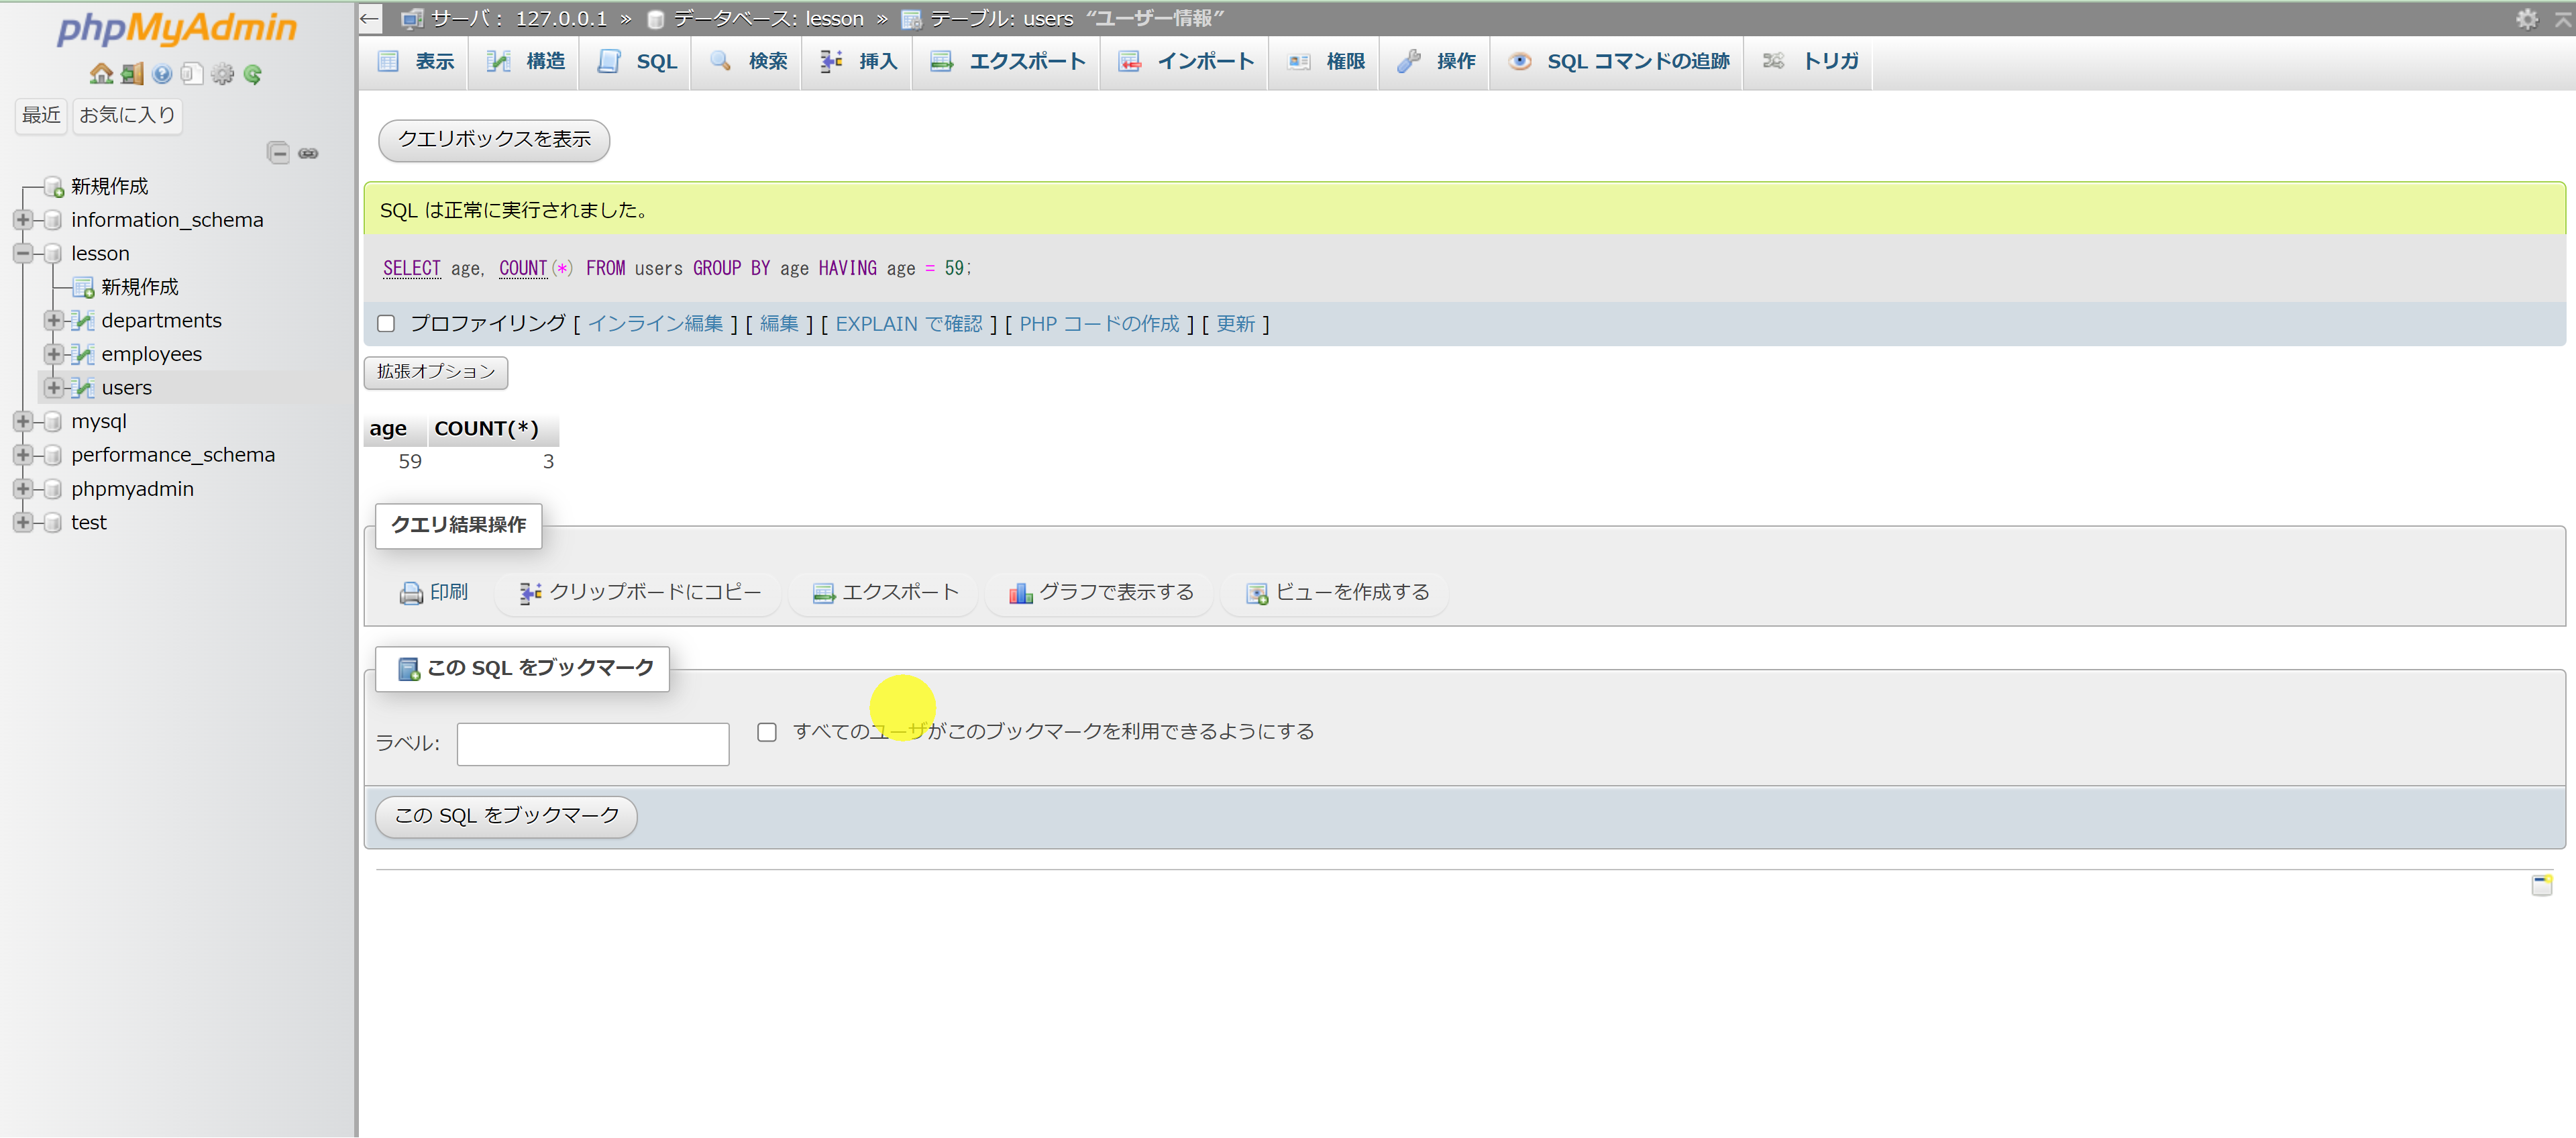 phpMyAdmin
最近 お気に入り
新規作成
information_schema
lesson
新規作成
departments
employees
users
mysql
performance_schema
phpmyadmin
test
サーバ: 127.0.0.1 » データベース: lesson » テーブル: users “ユーザー情報”
表示 構造 SQL 検索 挿入 エクスポート インポート 権限 操作 SQL コマンドの追跡 トリガ
クエリボックスを表示
SQL は正常に実行されました。
SELECT age, COUNT(*) FROM users GROUP BY age HAVING age = 59;
プロファイリング [ インライン編集 ] [ 編集 ] [ EXPLAIN で確認 ] [ PHP コードの作成 ] [ 更新 ]
拡張オプション
age COUNT(*)
59 3
クエリ結果操作
印刷 クリップボードにコピー エクスポート グラフで表示する ビューを作成する
この SQL をブックマーク
ラベル: すべてのユーザがこのブックマークを利用できるようにする
この SQL をブックマーク